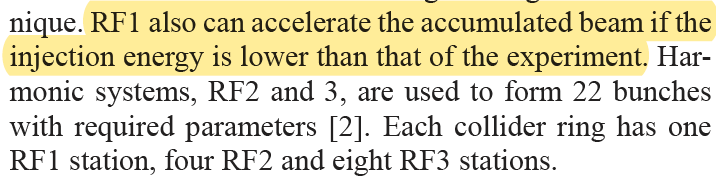 nique. RF1 also can accelerate the accumulated beam if the
injection energy is lower than that of the experiment. Har-
monic systems, RF2 and 3, are used to form 22 bunches
with required parameters [2]. Each collider ring has one
RF1 station, four RF2 and eight RF3 stations.